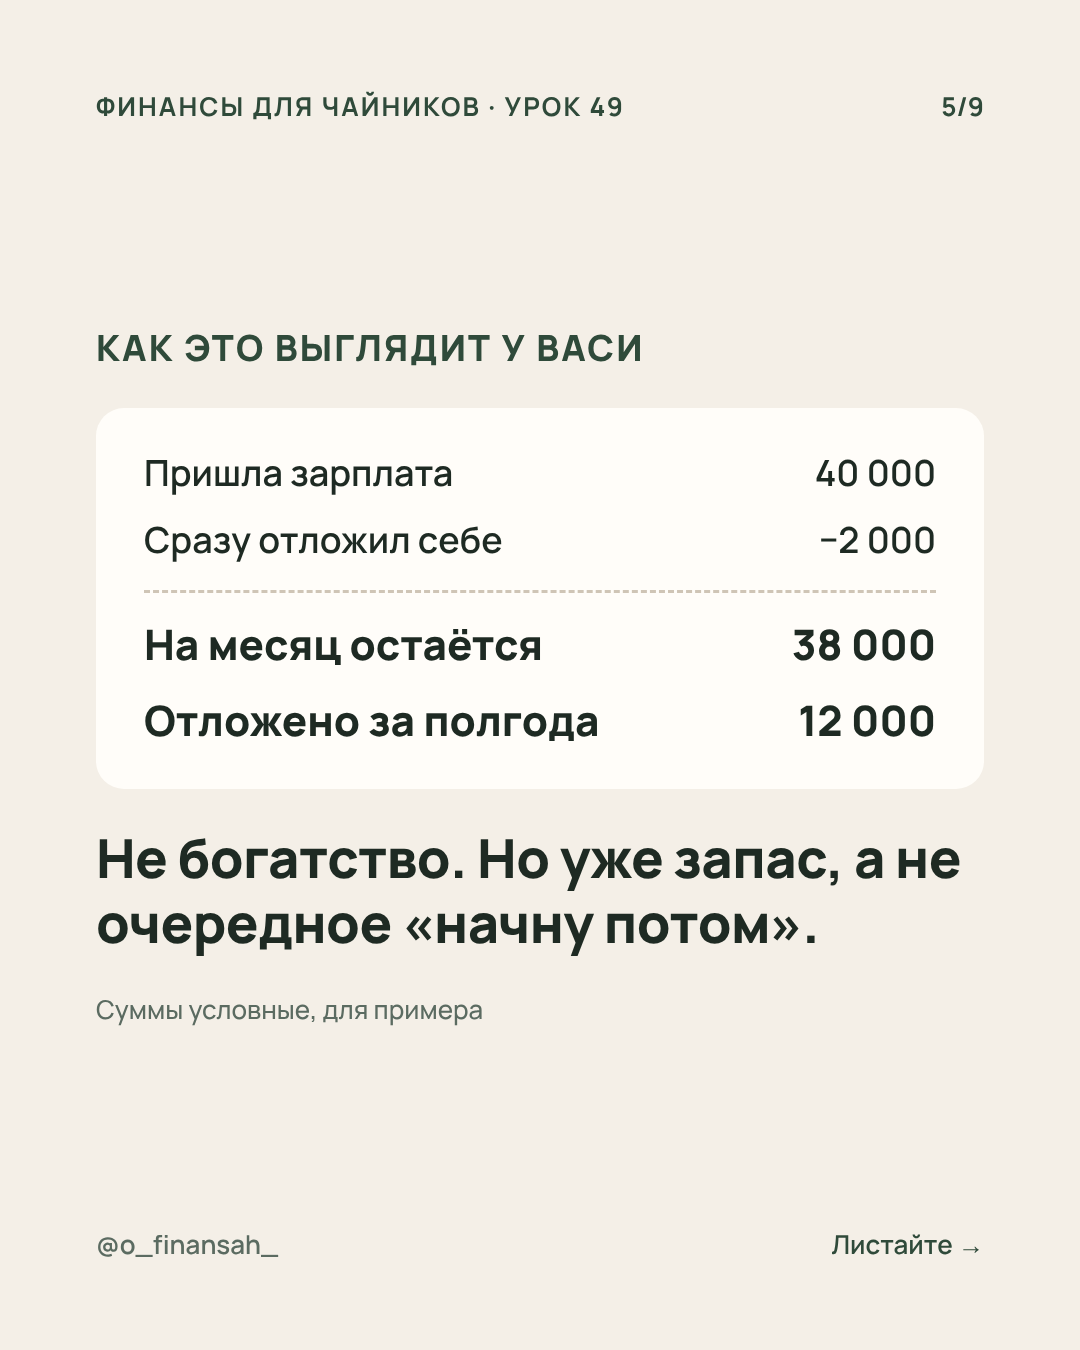 ФИНАНСЫ ДЛЯ ЧАЙНИКОВ · УРОК 49 5/9
КАК ЭТО ВЫГЛЯДИТ У ВАСИ
Пришла зарплата 40 000
Сразу отложил себе −2 000
На месяц остаётся 38 000
Отложено за полгода 12 000
Не богатство. Но уже запас, а не
очередное «начну потом».
Суммы условные, для примера
@o_finansah_ Листайте →